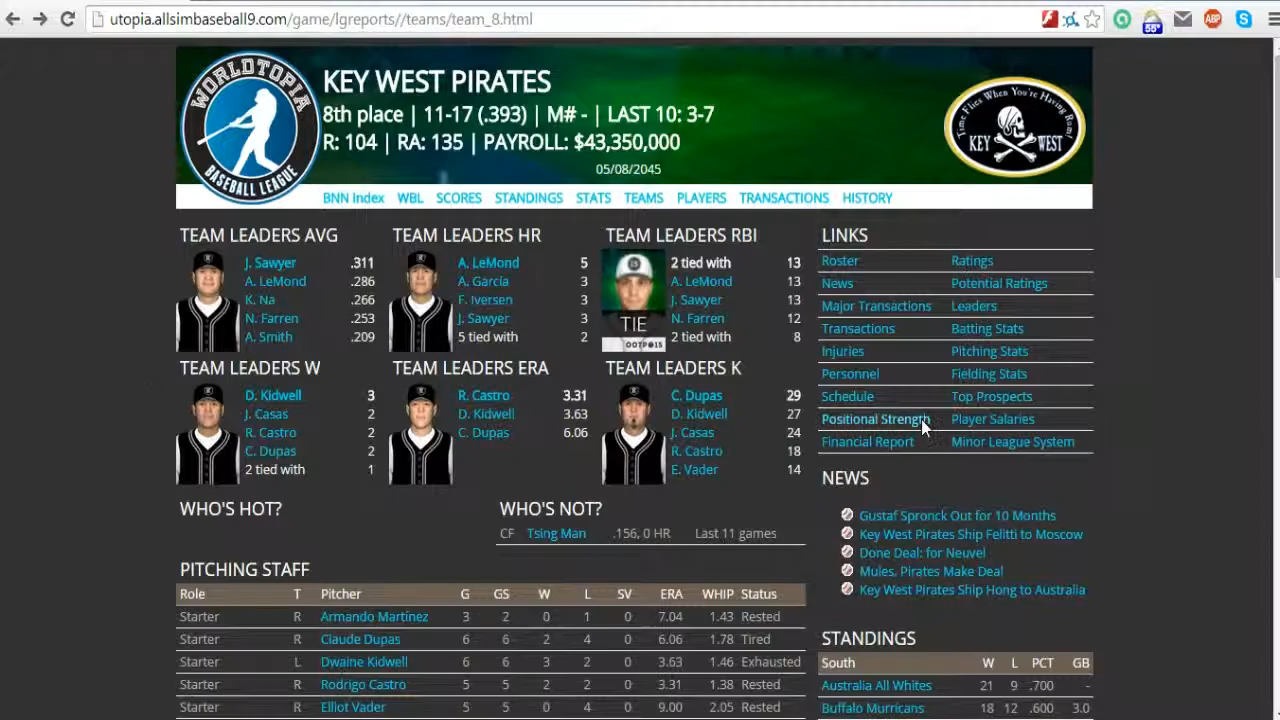 utopia.allsimbaseball9.com/game/lgreports//teams/team_8.html
55°
ABP
WORLDTOPIA
BASEBALL LEAGUE
KEY WEST PIRATES
8th place | 11-17 (.393) | M# - | LAST 10: 3-7
R: 104 | RA: 135 | PAYROLL: $43,350,000
05/08/2045
Time Flies When You're Having Rum!
KEY WEST
BNN Index WBL SCORES STANDINGS STATS TEAMS PLAYERS TRANSACTIONS HISTORY
TEAM LEADERS AVG
J. Sawyer .311
A. LeMond .286
K. Na .266
N. Farren .253
A. Smith .209
TEAM LEADERS HR
A. LeMond 5
A. García 3
F. Iversen 3
J. Sawyer 3
5 tied with 2
TEAM LEADERS RBI
TIE
OOTP15
2 tied with 13
A. LeMond 13
J. Sawyer 13
N. Farren 12
2 tied with 8
TEAM LEADERS W
D. Kidwell 3
J. Casas 2
R. Castro 2
C. Dupas 2
2 tied with 1
TEAM LEADERS ERA
R. Castro 3.31
D. Kidwell 3.63
C. Dupas 6.06
TEAM LEADERS K
C. Dupas 29
D. Kidwell 27
J. Casas 24
R. Castro 18
E. Vader 14
LINKS
Roster Ratings
News Potential Ratings
Major Transactions Leaders
Transactions Batting Stats
Injuries Pitching Stats
Personnel Fielding Stats
Schedule Top Prospects
Positional Strength Player Salaries
Financial Report Minor League System
WHO'S HOT?
WHO'S NOT?
CF Tsing Man .156, 0 HR Last 11 games
NEWS
Gustaf Spronck Out for 10 Months
Key West Pirates Ship Felitti to Moscow
Done Deal: for Neuvel
Mules, Pirates Make Deal
Key West Pirates Ship Hong to Australia
PITCHING STAFF
Role T Pitcher G GS W L SV ERA WHIP Status
Starter R Armando Martínez 3 2 0 1 0 7.04 1.43 Rested
Starter R Claude Dupas 6 6 2 4 0 6.06 1.78 Tired
Starter L Dwaine Kidwell 6 6 3 2 0 3.63 1.46 Exhausted
Starter R Rodrigo Castro 5 5 2 2 0 3.31 1.38 Rested
Starter R Elliot Vader 5 5 0 4 0 9.00 2.05 Rested
STANDINGS
South W L PCT GB
Australia All Whites 21 9 .700 -
Buffalo Murricans 18 12 .600 3.0